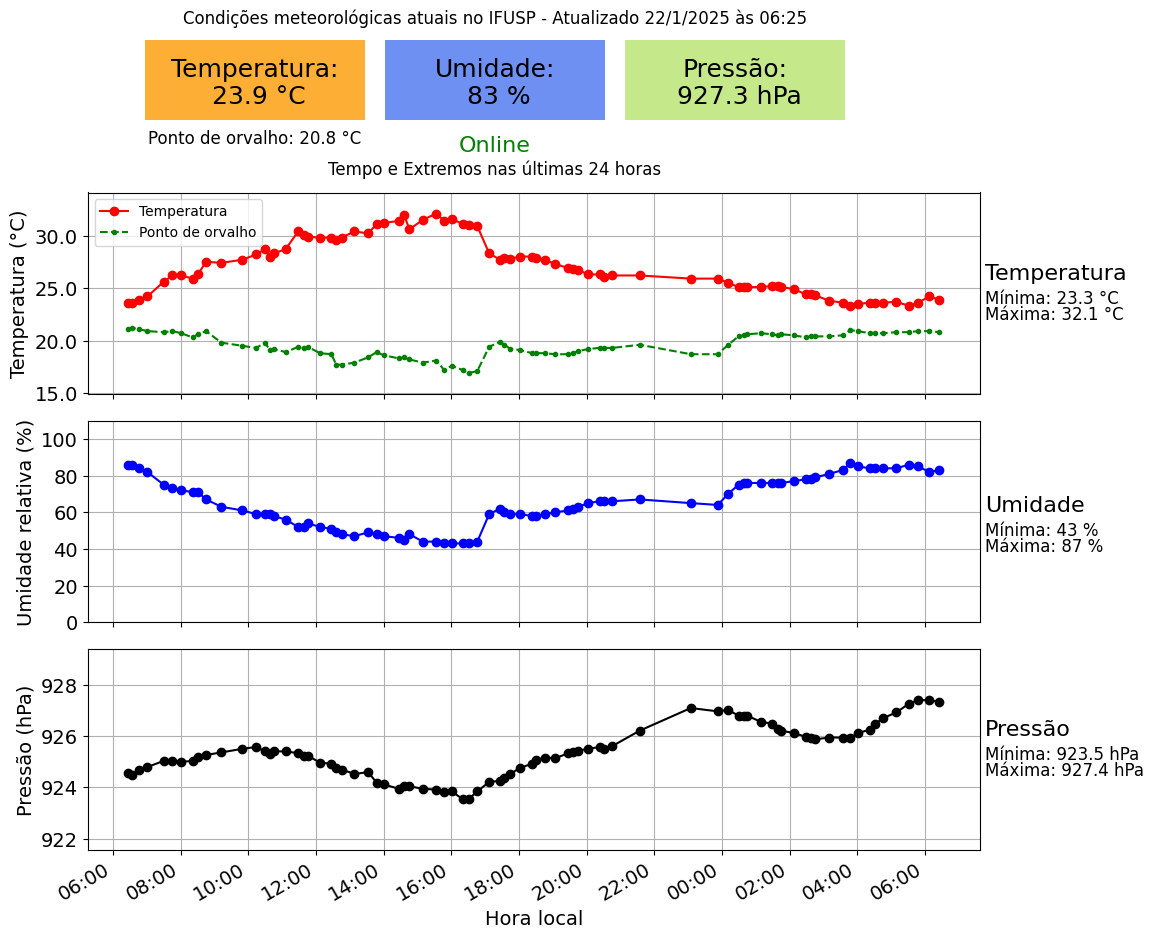 Condições meteorológicas atuais no IFUSP - Atualizado 22/1/2025 às 06:25
Temperatura:
23.9 °C
Umidade:
83 %
Pressão:
927.3 hPa
Ponto de orvalho: 20.8 °C
Online
Tempo e Extremos nas últimas 24 horas
Temperatura (°C)
30.0
25.0
20.0
15.0
Temperatura
Ponto de orvalho
Temperatura
Mínima: 23.3 °C
Máxima: 32.1 °C
Umidade relativa (%)
100
80
60
40
20
0
Umidade
Mínima: 43 %
Máxima: 87 %
Pressão (hPa)
928
926
924
922
Pressão
Mínima: 923.5 hPa
Máxima: 927.4 hPa
06:00
08:00
10:00
12:00
14:00
16:00
18:00
20:00
22:00
00:00
02:00
04:00
06:00
Hora local